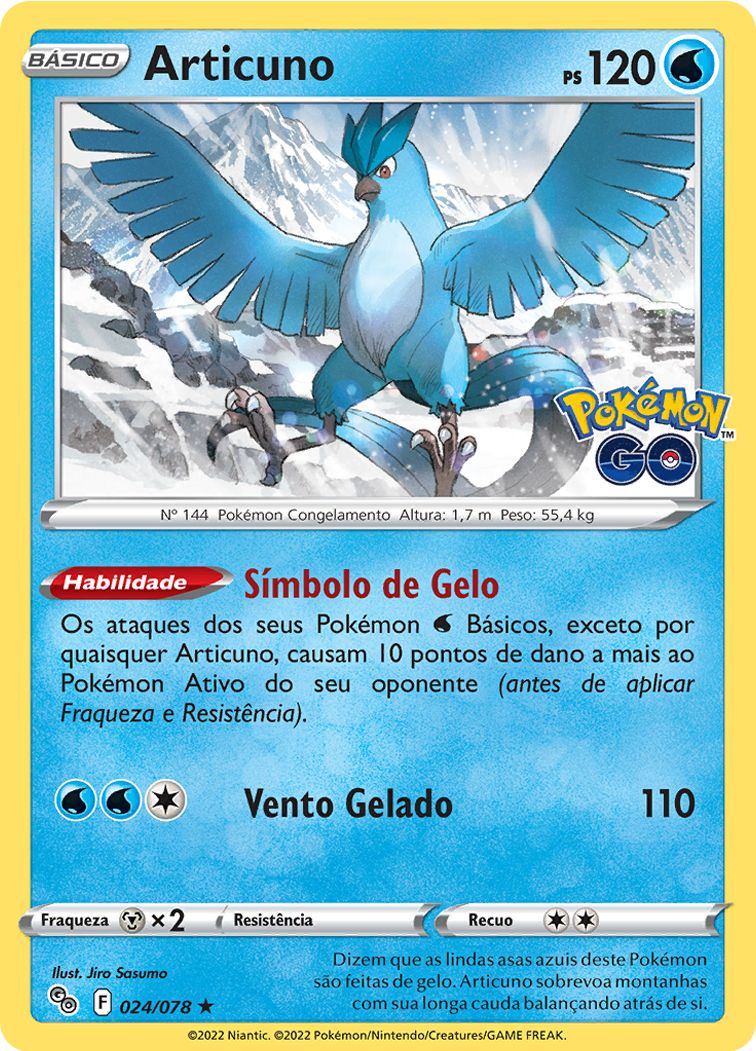 BÁSICO Articuno PS 120
POKÉMON
GO
TM
Nº 144 Pokémon Congelamento Altura: 1,7 m Peso: 55,4 kg
Habilidade Símbolo de Gelo
Os ataques dos seus Pokémon Básicos, exceto por
quaisquer Articuno, causam 10 pontos de dano a mais ao
Pokémon Ativo do seu oponente (antes de aplicar
Fraqueza e Resistência).
Vento Gelado 110
Fraqueza ×2 Resistência Recuo
Ilust. Jiro Sasumo
Dizem que as lindas asas azuis deste Pokémon
são feitas de gelo. Articuno sobrevoa montanhas
com sua longa cauda balançando atrás de si.
GO F 024/078 ★
©2022 Niantic. ©2022 Pokémon/Nintendo/Creatures/GAME FREAK.